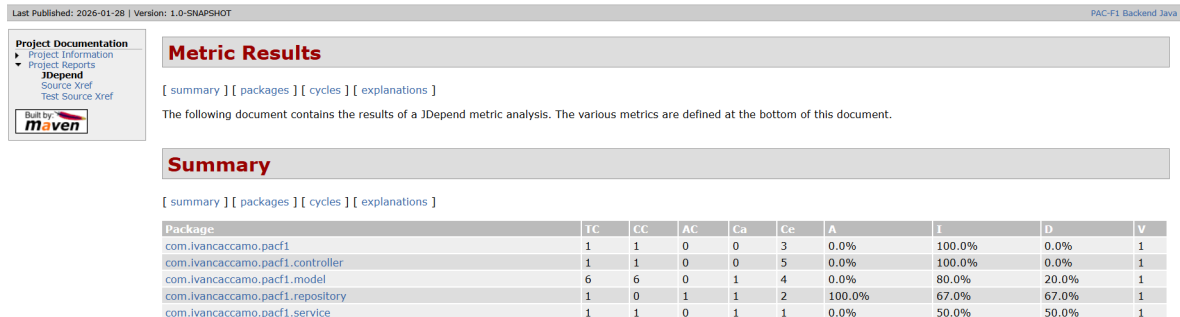 Last Published: 2026-01-28 | Version: 1.0-SNAPSHOT PAC-F1 Backend Java
Project Documentation
Project Information
Project Reports
JDepend
Source Xref
Test Source Xref
Built by:
maven
Metric Results
[ summary ] [ packages ] [ cycles ] [ explanations ]
The following document contains the results of a JDepend metric analysis. The various metrics are defined at the bottom of this document.
Summary
[ summary ] [ packages ] [ cycles ] [ explanations ]
Package TC CC AC Ca Ce A I D V
com.ivancaccamo.pacf1 1 1 0 0 3 0.0% 100.0% 0.0% 1
com.ivancaccamo.pacf1.controller 1 1 0 0 5 0.0% 100.0% 0.0% 1
com.ivancaccamo.pacf1.model 6 6 0 1 4 0.0% 80.0% 20.0% 1
com.ivancaccamo.pacf1.repository 1 0 1 1 2 100.0% 67.0% 67.0% 1
com.ivancaccamo.pacf1.service 1 1 0 1 1 0.0% 50.0% 50.0% 1